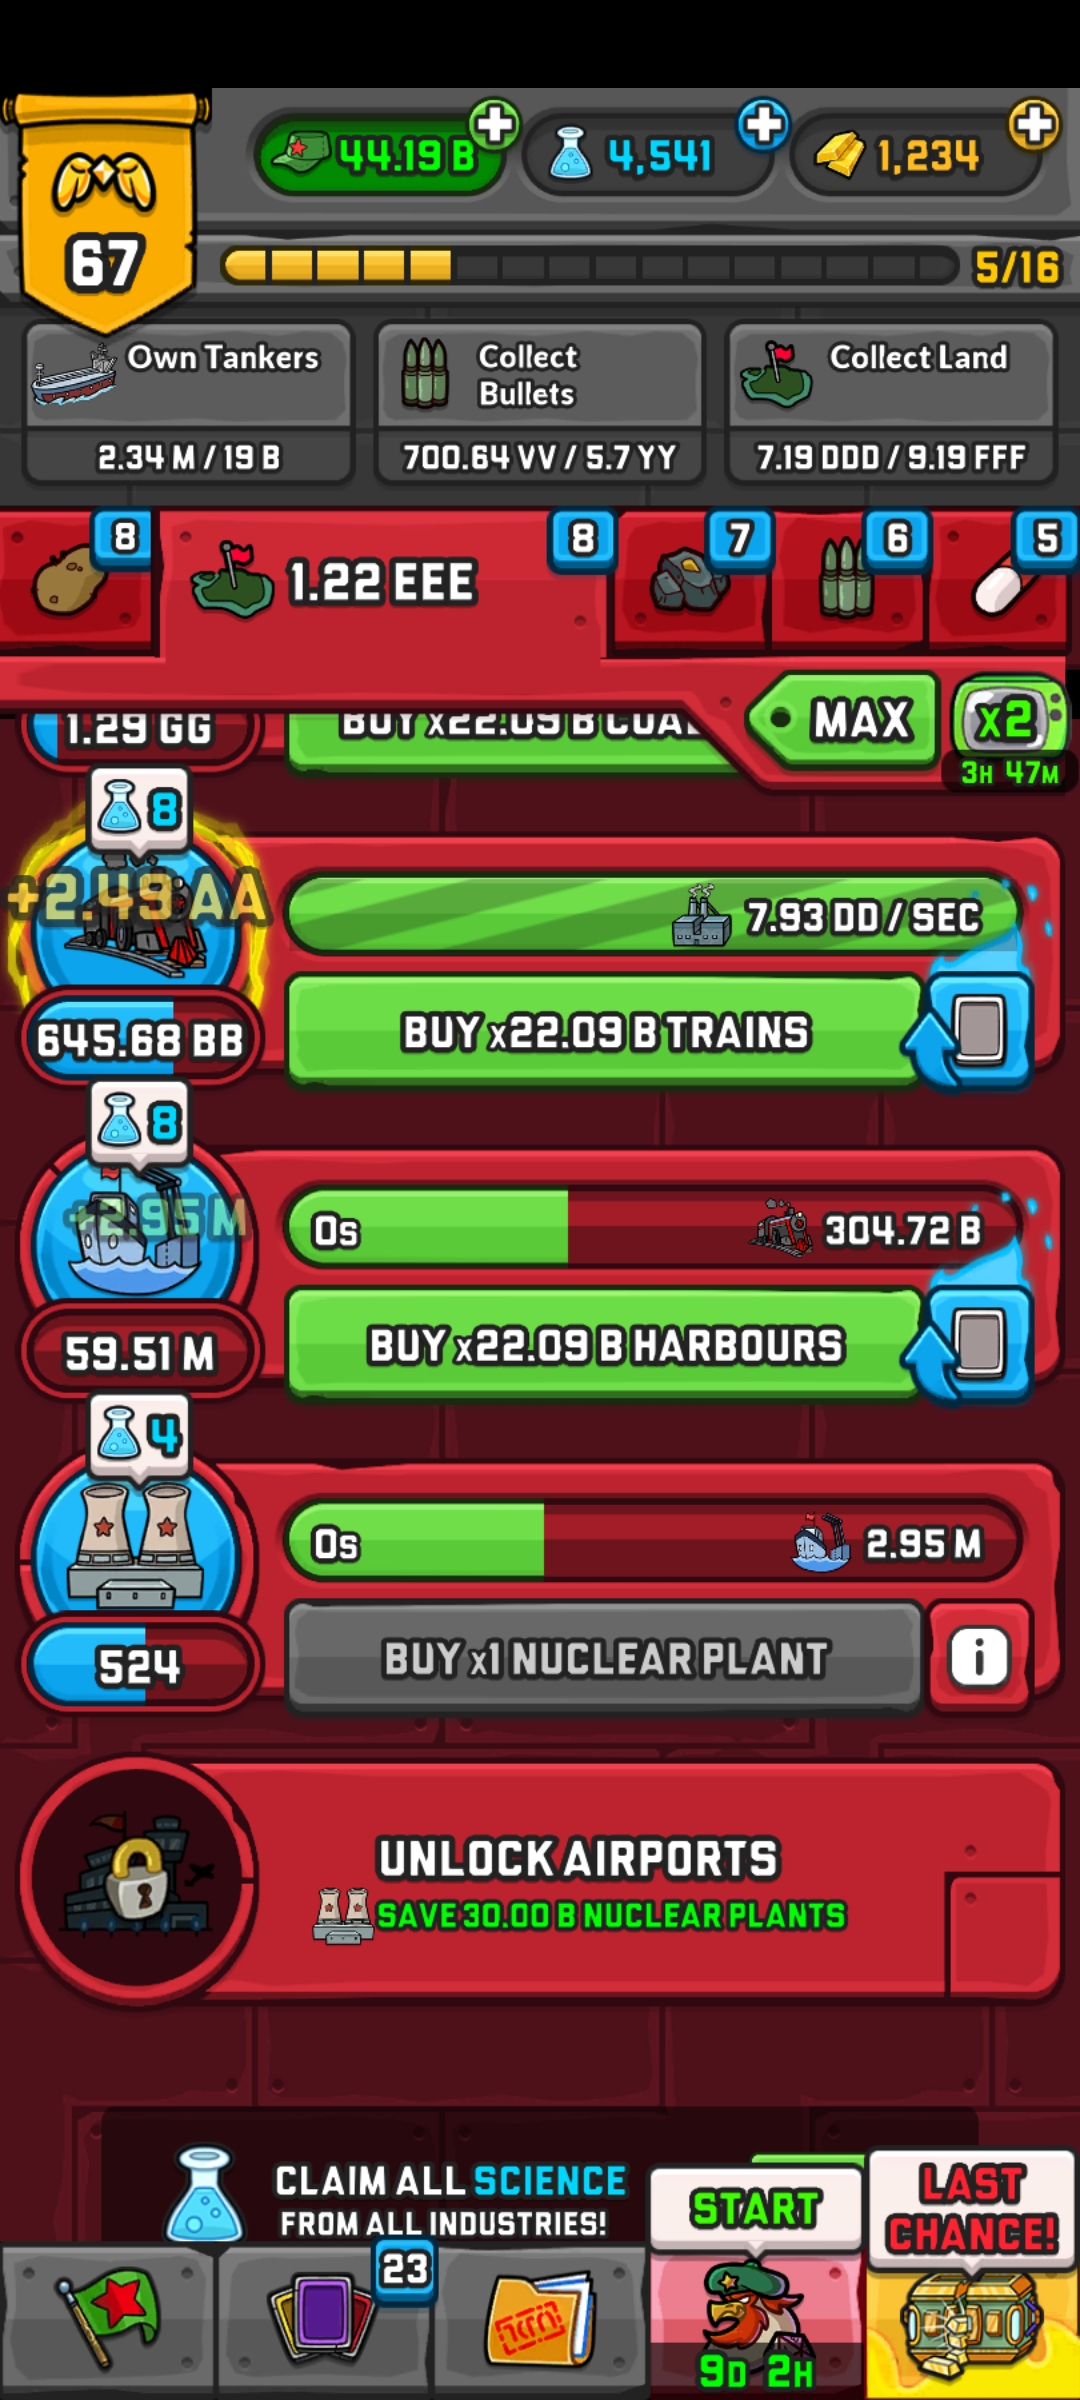 44.19 B
4,541
1,234
67
5/16
Own Tankers
2.34 M / 19 B
Collect
Bullets
700.64 VV / 5.7 YY
Collect Land
7.19 DDD / 9.19 FFF
8
1.22 EEE
8
7
6
5
1.29 GG
BUY x22.09 B COAL
MAX
x2
3H 47M
8
+2.49 AA
7.93 DD / SEC
645.68 BB
BUY x22.09 B TRAINS
8
+2.95 M
0s
304.72 B
59.51 M
BUY x22.09 B HARBOURS
4
0s
2.95 M
524
BUY x1 NUCLEAR PLANT
i
UNLOCK AIRPORTS
SAVE 30.00 B NUCLEAR PLANTS
CLAIM ALL SCIENCE
FROM ALL INDUSTRIES!
START
LAST
CHANCE!
23
9D 2H